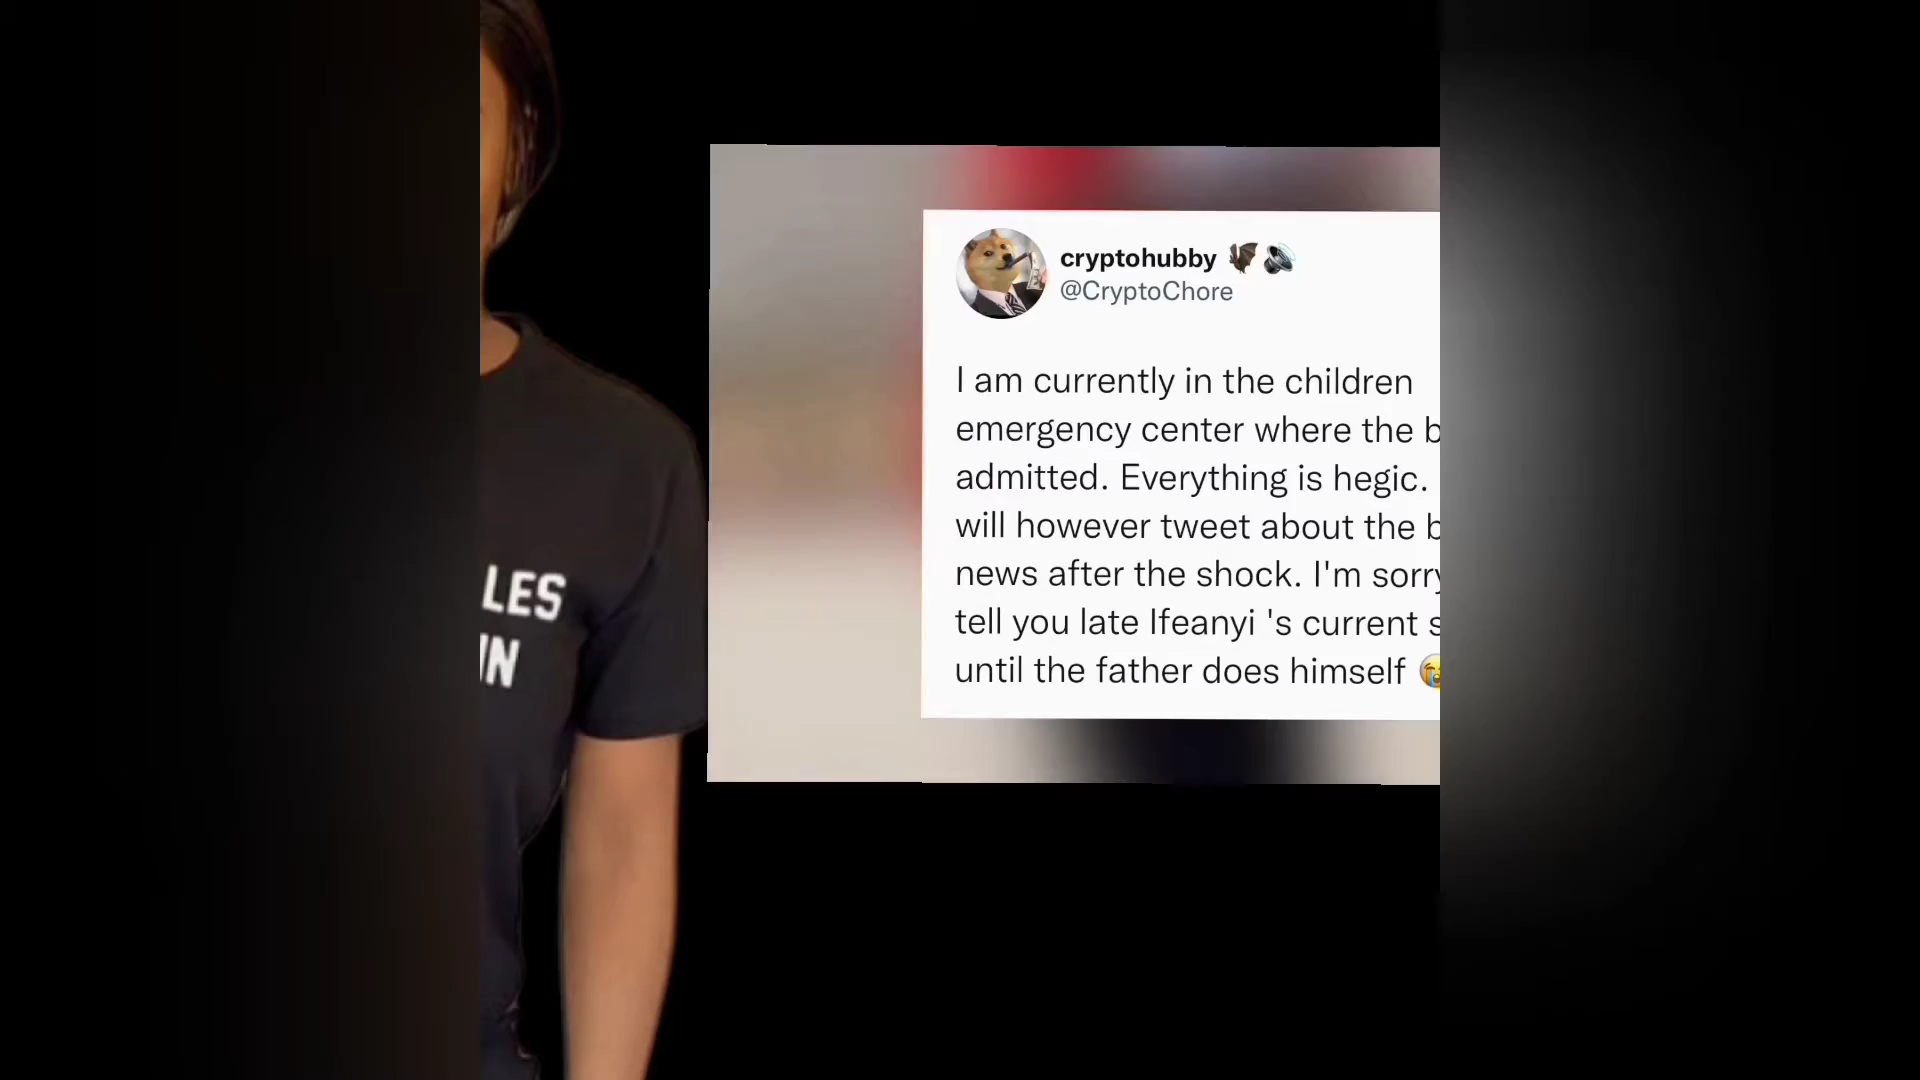 LES
IN
cryptohubby
@CryptoChore
I am currently in the children
emergency center where the
admitted. Everything is hegic.
will however tweet about the
news after the shock. I'm sorry
tell you late Ifeanyi 's current
until the father does himself 😭